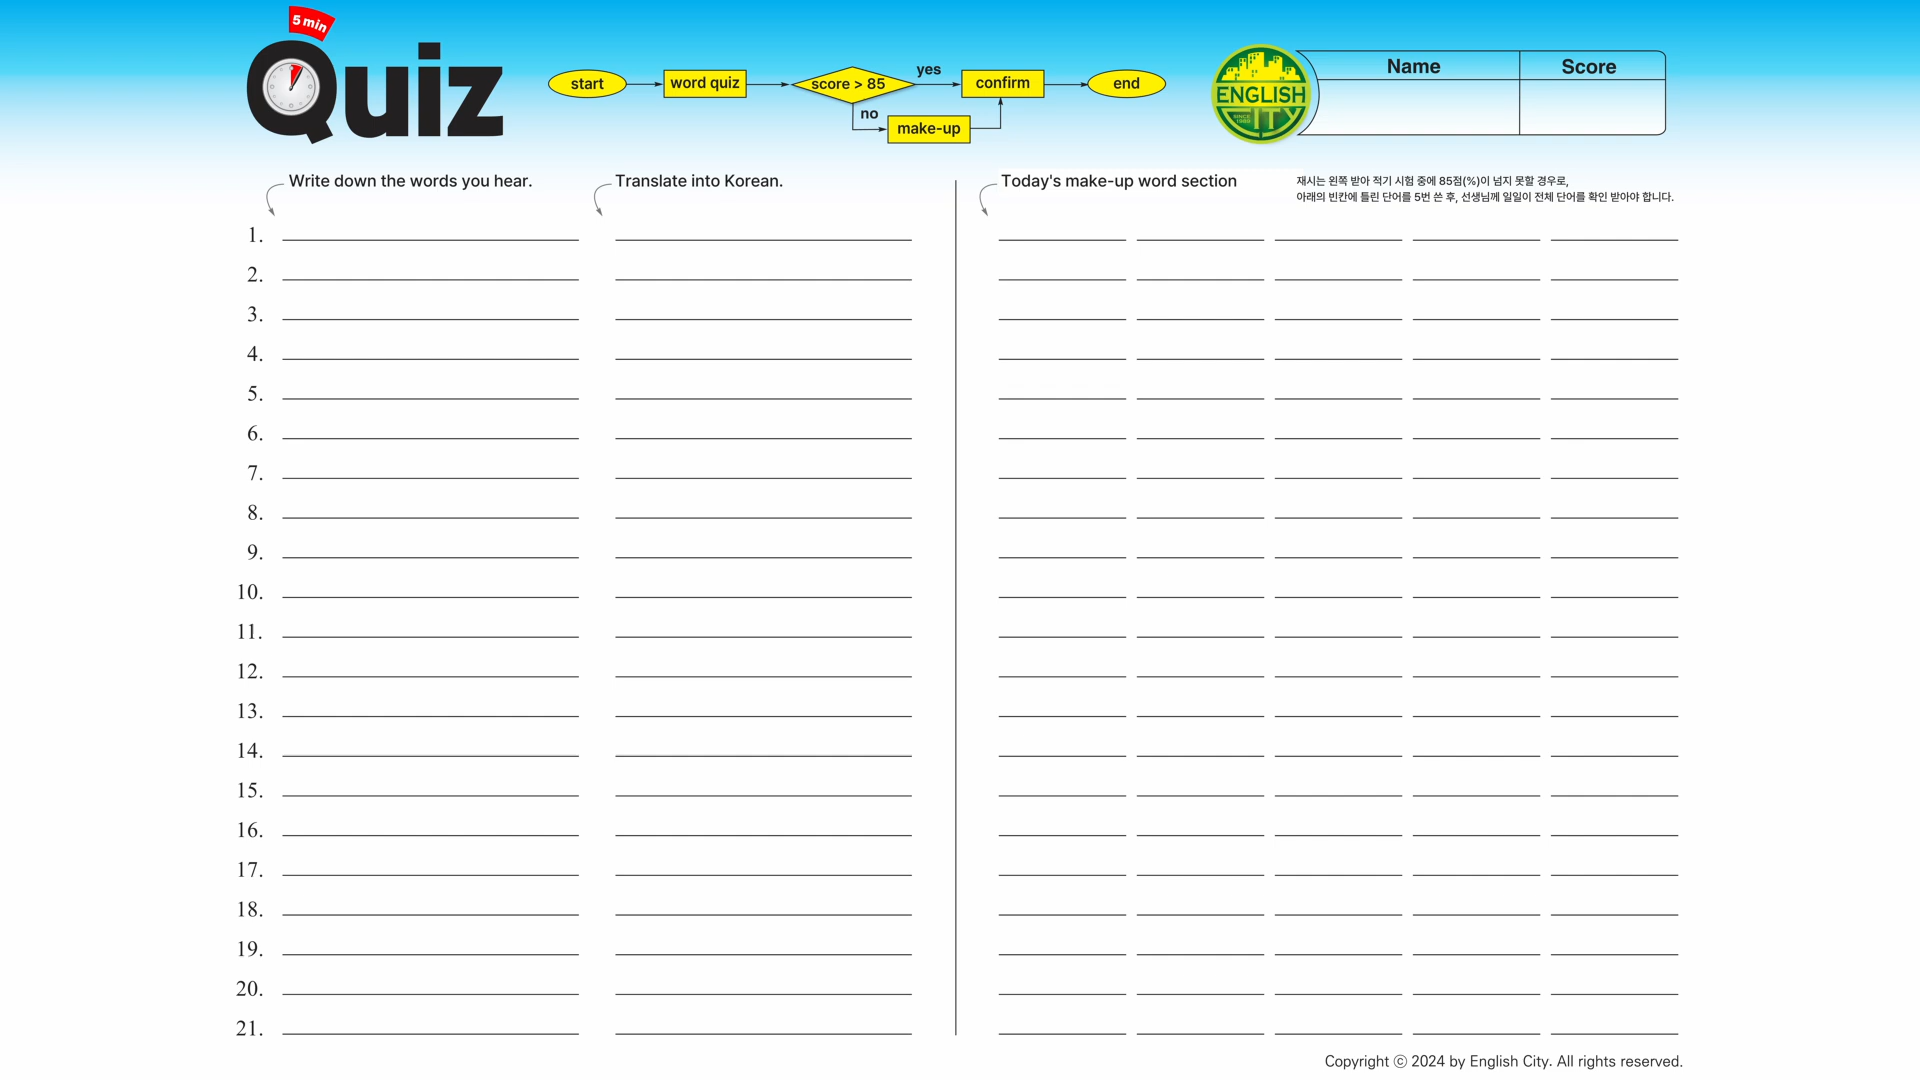 5 min
Quiz
start
word quiz
score > 85
yes
no
make-up
confirm
end
ENGLISH
SINCE
1989
CITY
Name
Score
Write down the words you hear.
Translate into Korean.
Today's make-up word section
재시는 왼쪽 받아 적기 시험 중에 85점(%)이 넘지 못할 경우로,
아래의 빈칸에 틀린 단어를 5번 쓴 후, 선생님께 일일이 전체 단어를 확인 받아야 합니다.
1.
2.
3.
4.
5.
6.
7.
8.
9.
10.
11.
12.
13.
14.
15.
16.
17.
18.
19.
20.
21.
Copyright ⓒ 2024 by English City. All rights reserved.